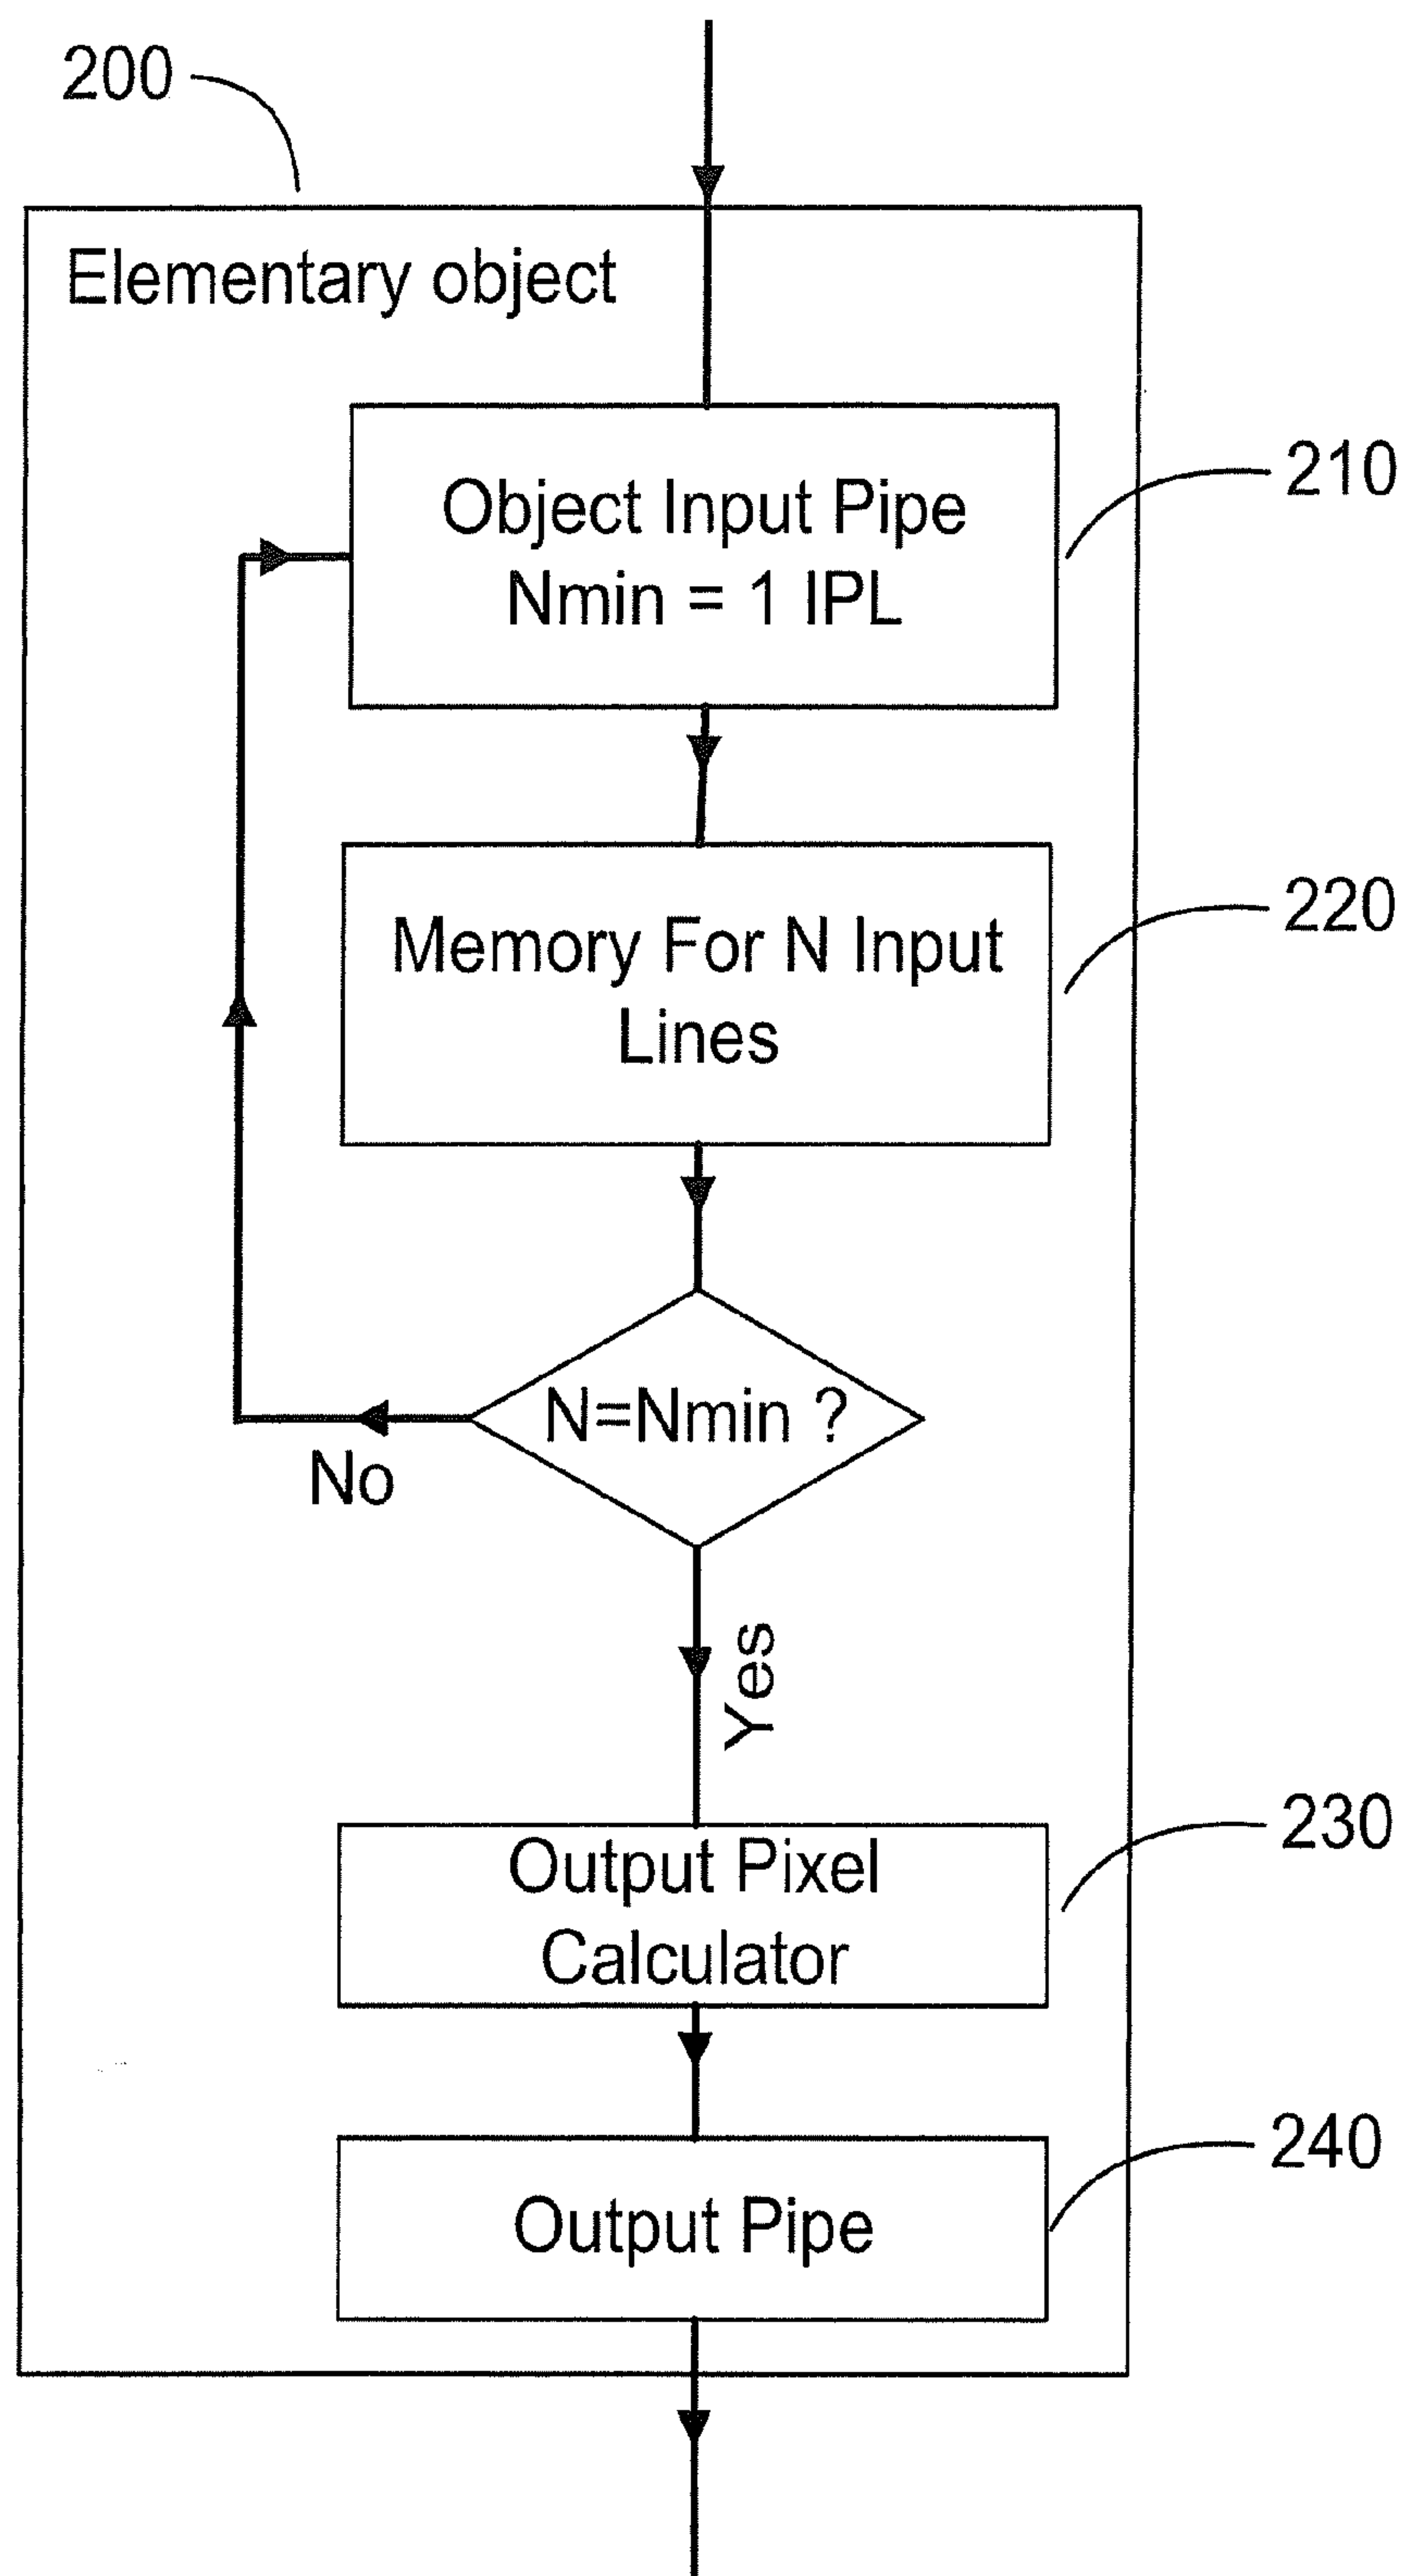 200
Elementary object
Object Input Pipe
Nmin = 1 IPL
210
Memory For N Input
Lines
220
N=Nmin ?
No
Yes
Output Pixel
Calculator
230
Output Pipe
240